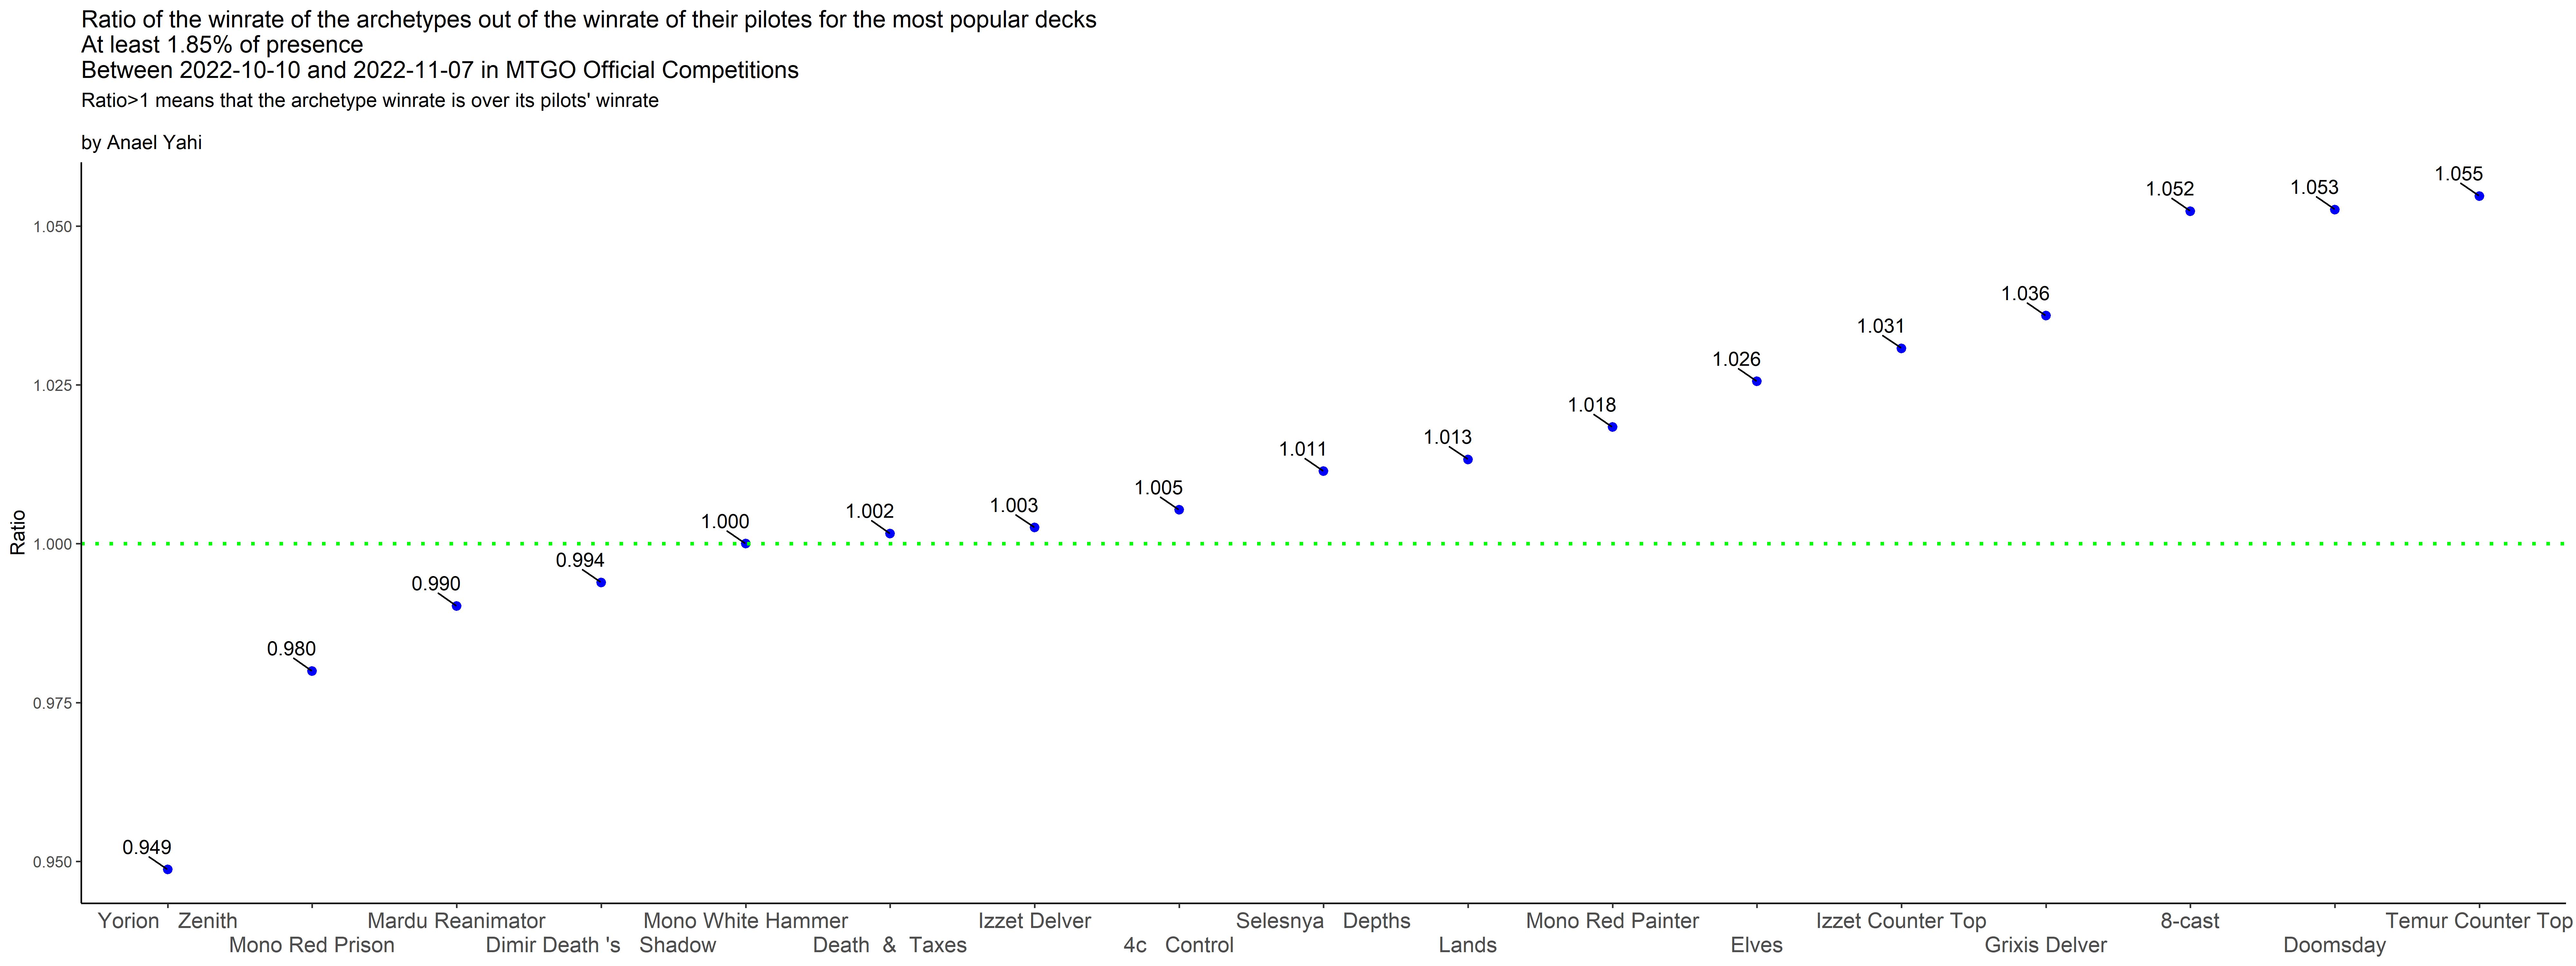 Ratio of the winrate of the archetypes out of the winrate of their pilotes for the most popular decks
At least 1.85% of presence
Between 2022-10-10 and 2022-11-07 in MTGO Official Competitions
Ratio>1 means that the archetype winrate is over its pilots' winrate
by Anael Yahi
Ratio
1.050
1.025
1.000
0.975
0.950
0.949
0.980
0.990
0.994
1.000
1.002
1.003
1.005
1.011
1.013
1.018
1.026
1.031
1.036
1.052
1.053
1.055
Yorion Zenith
Mono Red Prison
Mardu Reanimator
Dimir Death 's Shadow
Mono White Hammer
Death & Taxes
Izzet Delver
4c Control
Selesnya Depths
Lands
Mono Red Painter
Elves
Izzet Counter Top
Grixis Delver
8-cast
Doomsday
Temur Counter Top